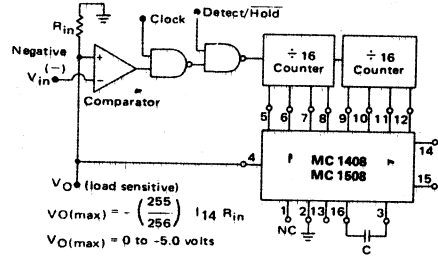 Rin
Clock
Detect/Hold
Negative
(−)
Vin
+
−
Comparator
÷ 16
Counter
÷ 16
Counter
5 6 7 8 9 10 11 12
4
MC 1408
MC 1508
14
15
VO (load sensitive)
VO(max) = - (255/256) I14 Rin
VO(max) = 0 to -5.0 volts
1 2 13 16 3
NC
C